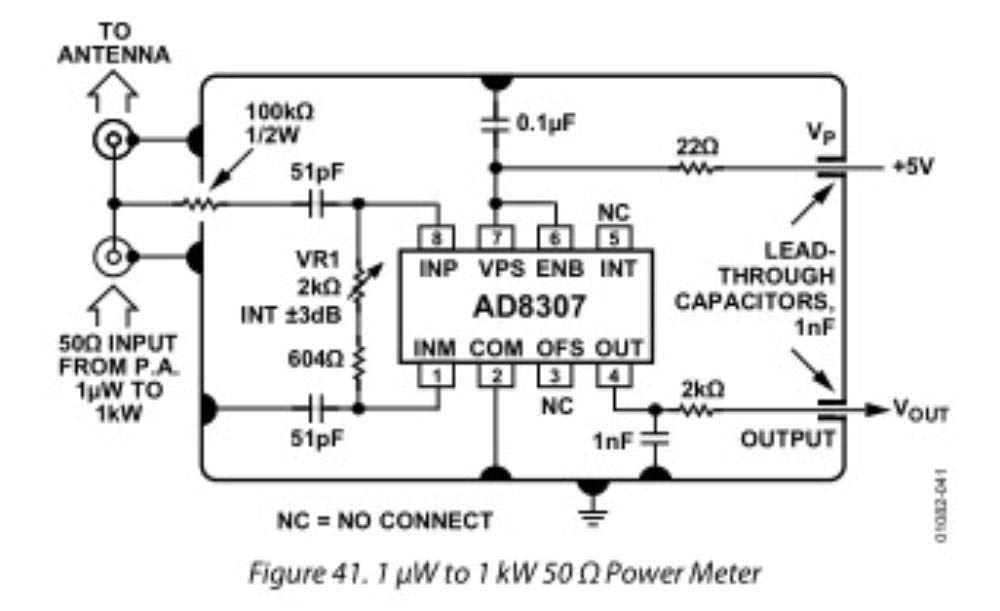 TO
ANTENNA
100kΩ
1/2W
51pF
0.1µF
22Ω
VP
+5V
NC
8
7
6
5
INP
VPS
ENB
INT
VR1
2kΩ
INT ±3dB
AD8307
LEAD-
THROUGH
CAPACITORS,
1nF
50Ω INPUT
FROM P.A.
1µW TO
1kW
604Ω
INM
COM
OFS
OUT
1
2
3
4
NC
2kΩ
VOUT
51pF
1nF
OUTPUT
NC = NO CONNECT
01082-041
Figure 41. 1 µW to 1 kW 50 Ω Power Meter